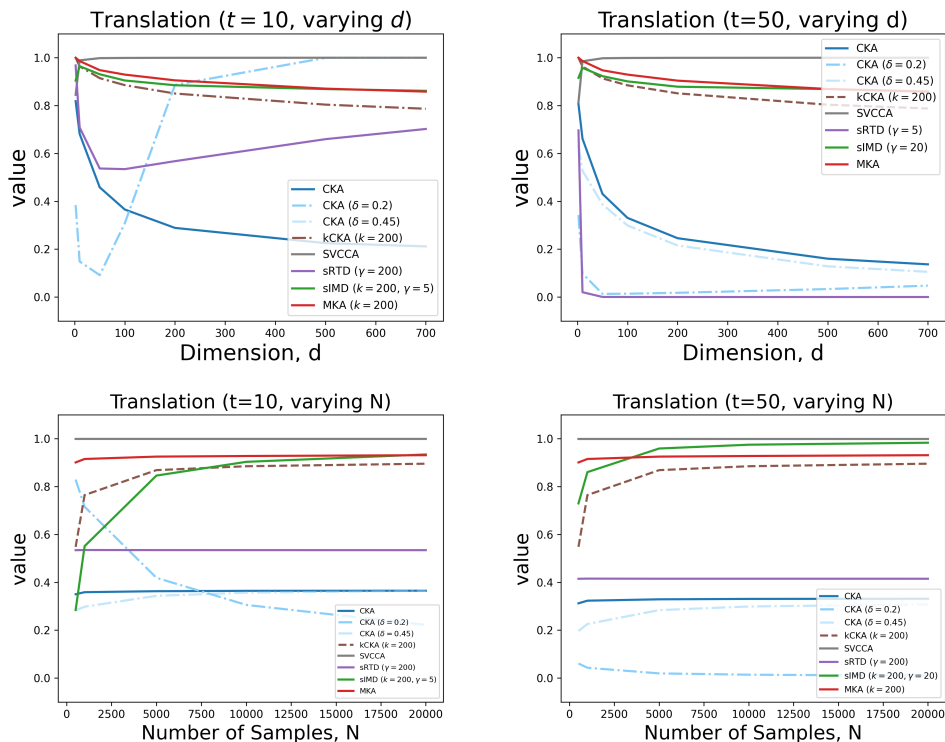 Translation (t = 10, varying d)
value
1.0
0.8
0.6
0.4
0.2
0.0
CKA
CKA (δ = 0.2)
CKA (δ = 0.45)
kCKA (k = 200)
SVCCA
sRTD (γ = 200)
sIMD (k = 200, γ = 5)
MKA (k = 200)
0 100 200 300 400 500 600 700
Dimension, d
Translation (t=50, varying d)
value
1.0
0.8
0.6
0.4
0.2
0.0
CKA
CKA (δ = 0.2)
CKA (δ = 0.45)
kCKA (k = 200)
SVCCA
sRTD (γ = 5)
sIMD (γ = 20)
MKA
0 100 200 300 400 500 600 700
Dimension, d
Translation (t=10, varying N)
value
1.0
0.8
0.6
0.4
0.2
0.0
CKA
CKA (δ = 0.2)
CKA (δ = 0.45)
kCKA (k = 200)
SVCCA
sRTD (γ = 200)
sIMD (k = 200, γ = 5)
MKA
0 2500 5000 7500 10000 12500 15000 17500 20000
Number of Samples, N
Translation (t=50, varying N)
value
1.0
0.8
0.6
0.4
0.2
0.0
CKA
CKA (δ = 0.2)
CKA (δ = 0.45)
kCKA (k = 200)
SVCCA
sRTD (γ = 200)
sIMD (k = 200, γ = 20)
MKA (k = 200)
0 2500 5000 7500 10000 12500 15000 17500 20000
Number of Samples, N